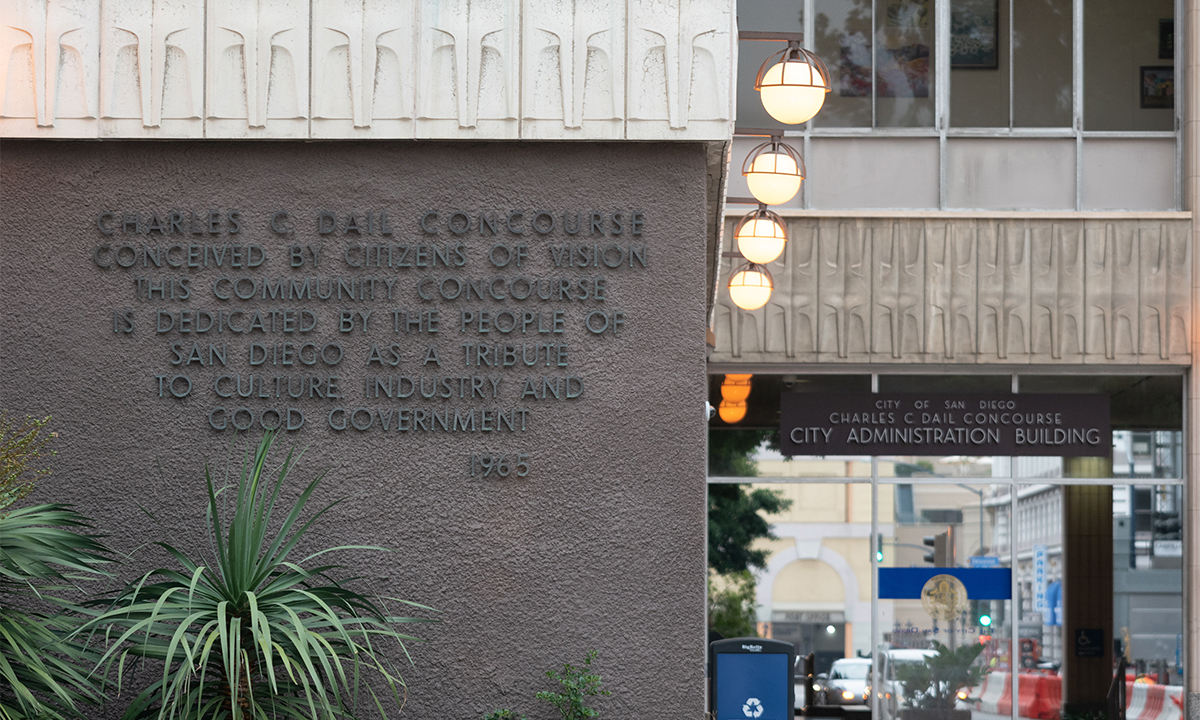 CHARLES C DAIL CONCOURSE
CONCEIVED BY CITIZENS OF VISION
THIS COMMUNITY CONCOURSE
IS DEDICATED BY THE PEOPLE OF
SAN DIEGO AS A TRIBUTE
TO CULTURE INDUSTRY AND
GOOD GOVERNMENT
1965
CITY OF SAN DIEGO
CHARLES C DAIL CONCOURSE
CITY ADMINISTRATION BUILDING
PARKING
BigBelly